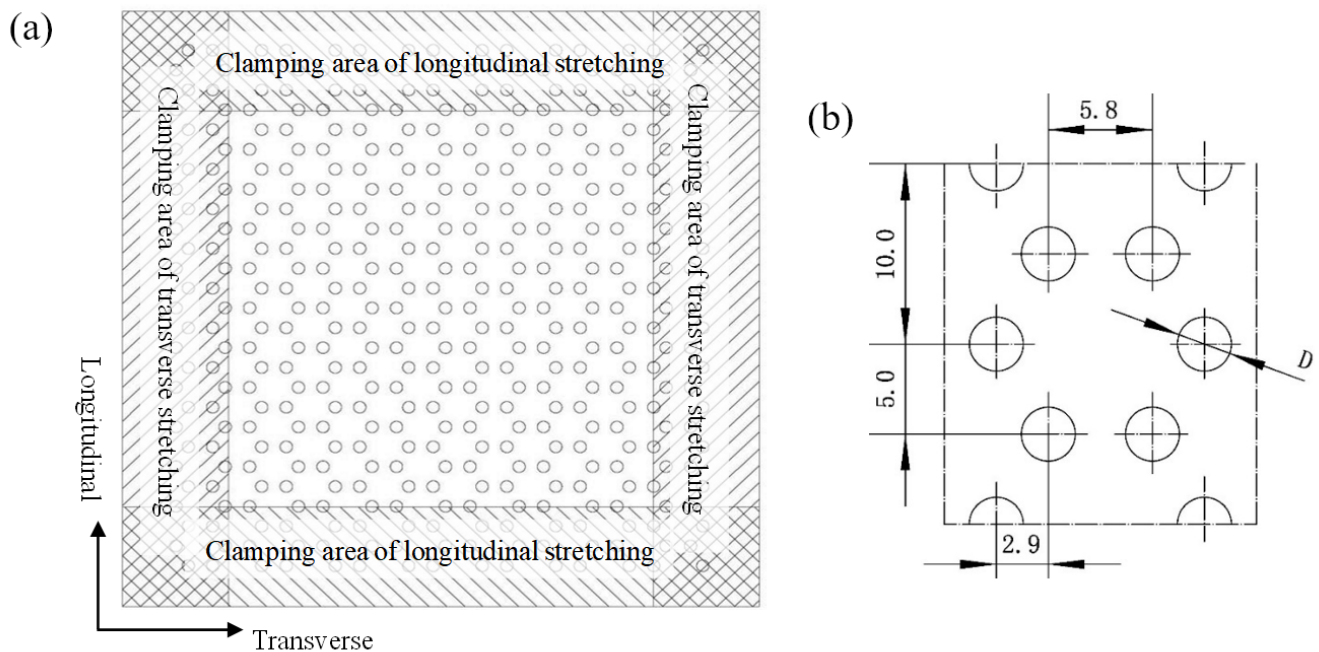 (a)
Clamping area of longitudinal stretching
Clamping area of transverse stretching
Clamping area of transverse stretching
Clamping area of longitudinal stretching
Longitudinal
Transverse
(b)
5.8
10.0
5.0
D
2.9